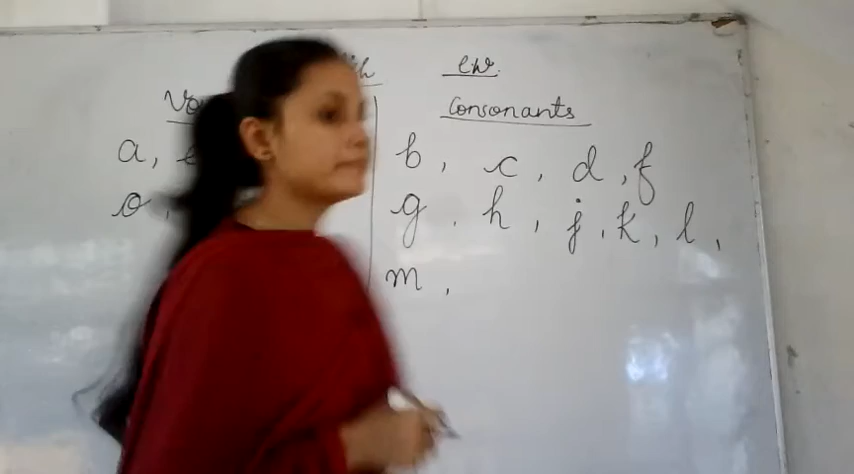 cw.
Consonants
a,
b, c, d, f
o,
g, h, j, k, l,
m,